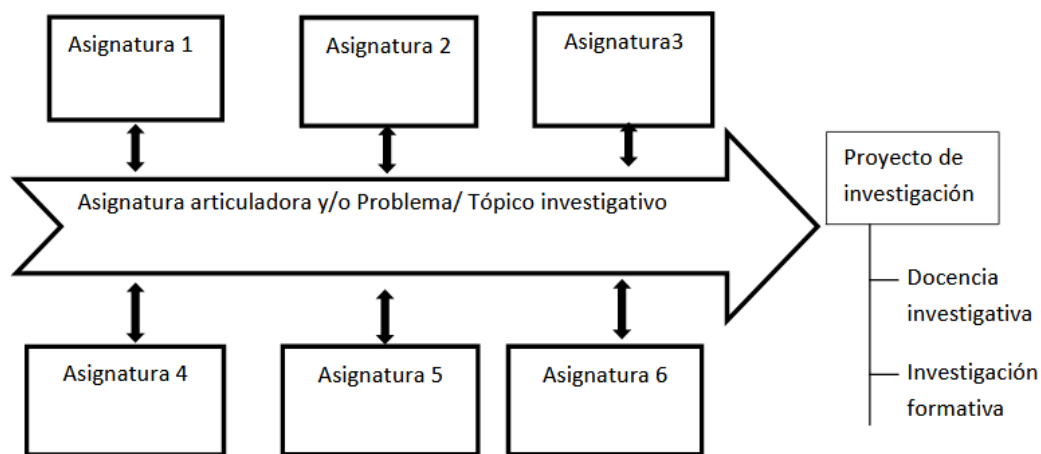 Asignatura 1
Asignatura 2
Asignatura3
Asignatura articuladora y/o Problema/ Tópico investigativo
Proyecto de
investigación
Docencia
investigativa
Investigación
formativa
Asignatura 4
Asignatura 5
Asignatura 6